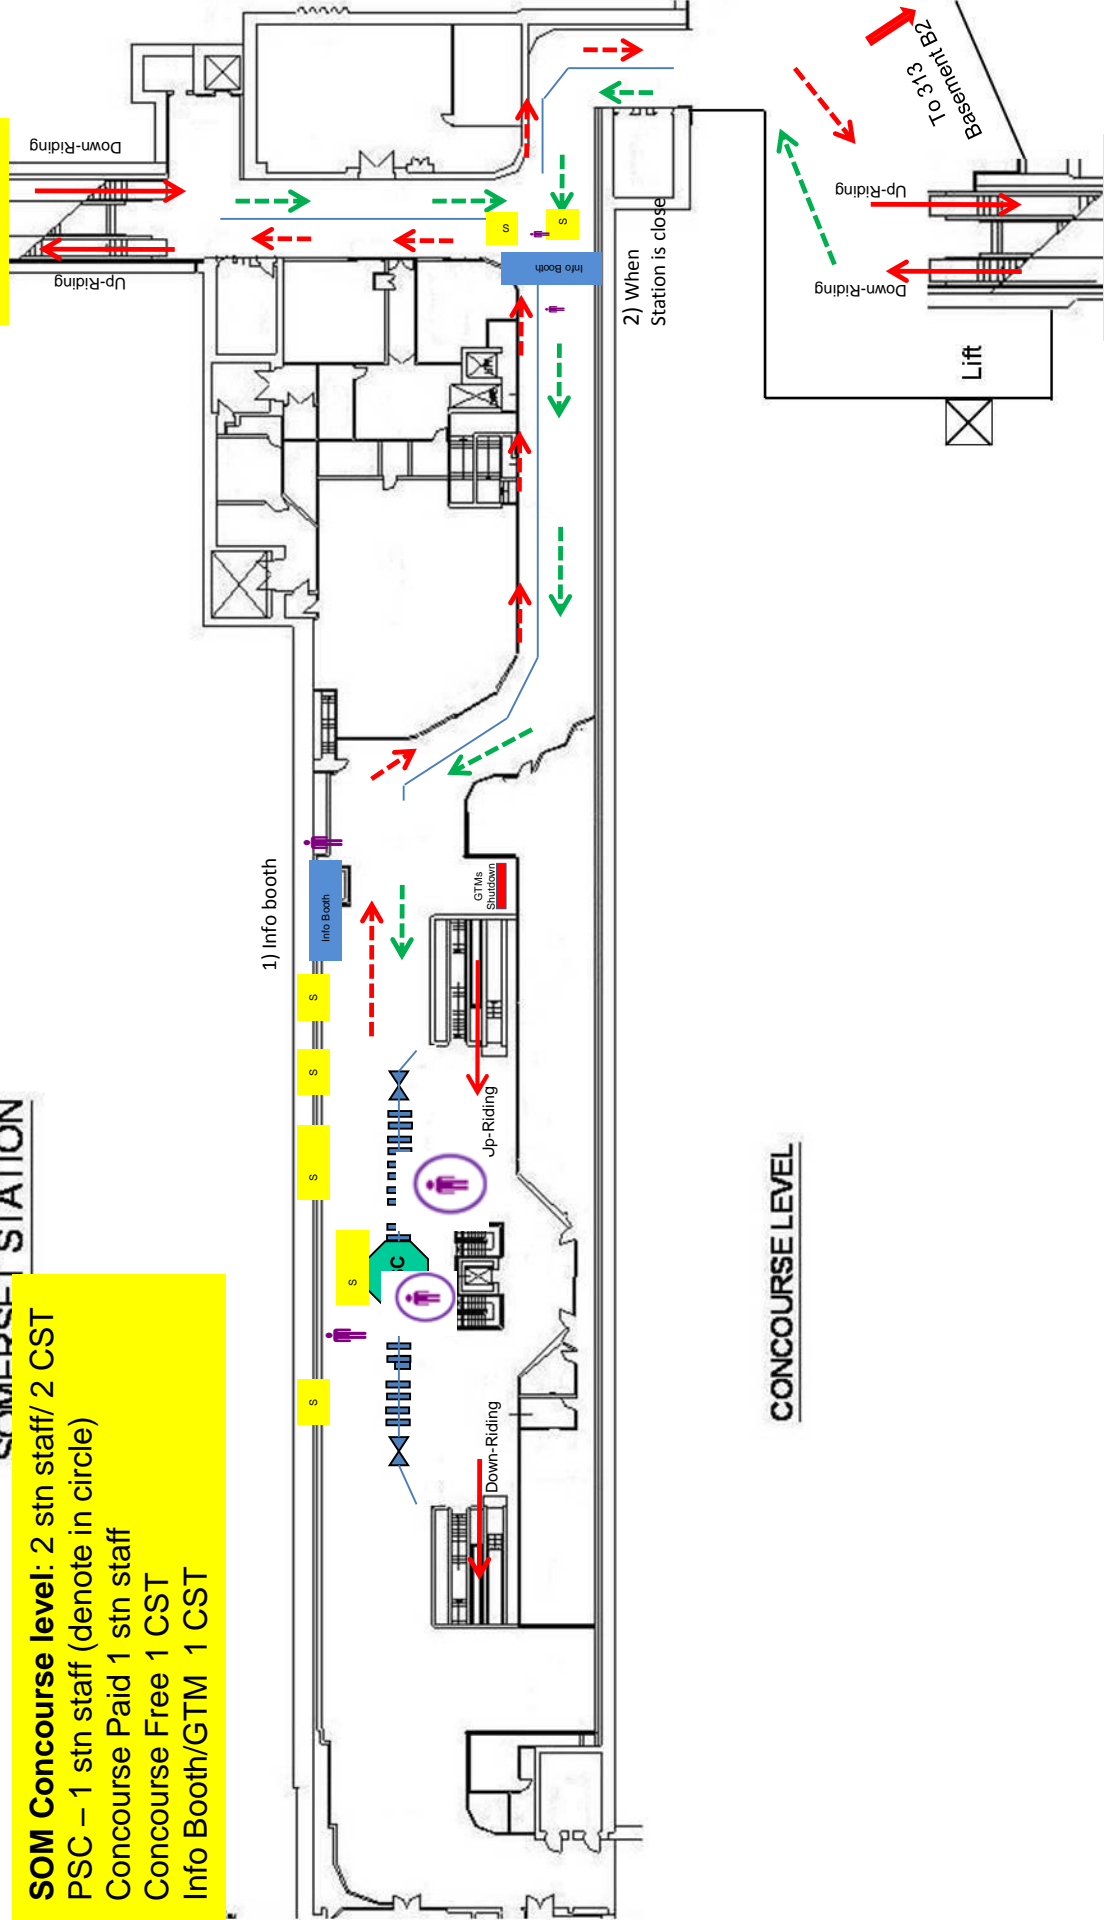 SOMERSET STATION
SOM Concourse level: 2 stn staff/ 2 CST
PSC – 1 stn staff (denote in circle)
Concourse Paid 1 stn staff
Concourse Free 1 CST
Info Booth/GTM  1 CST
Down-Riding
Up-Riding
S
S
Info Booth
2) When
Station is close
To 313
Basement B2
Up-Riding
Down-Riding
Lift
1) Info booth
Info Booth
GTMs
Shutdown
S
S
S
S
S
Up-Riding
SC
Down-Riding
CONCOURSE LEVEL